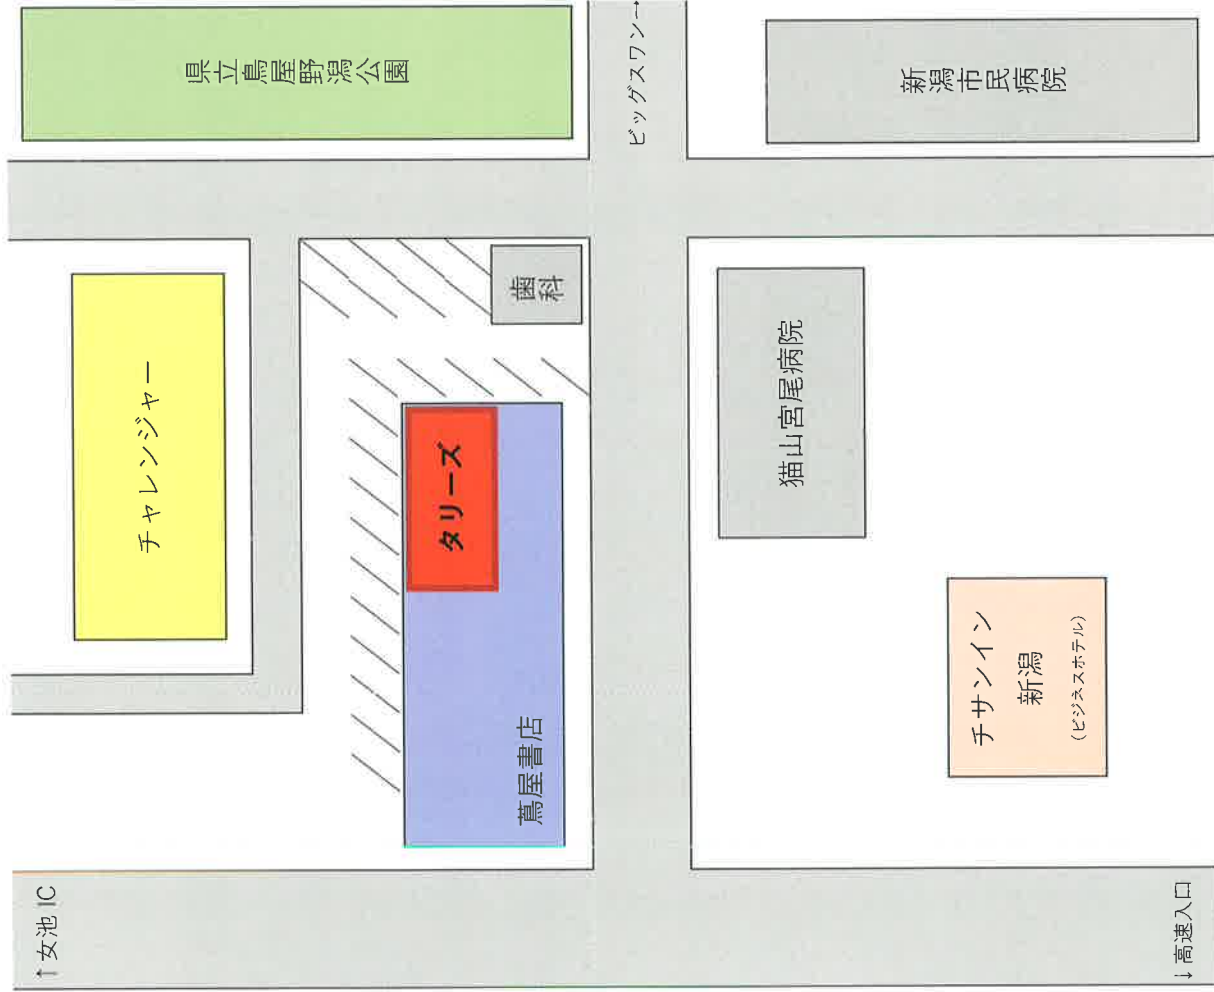 県立鳥屋野潟公園
ビッグスワン→
新潟市民病院
チャレンジャー
歯科
タリーズ
蔦屋書店
猫山宮尾病院
チサンイン
新潟
(ビジネスホテル)
↑女池 IC
↓高速入口